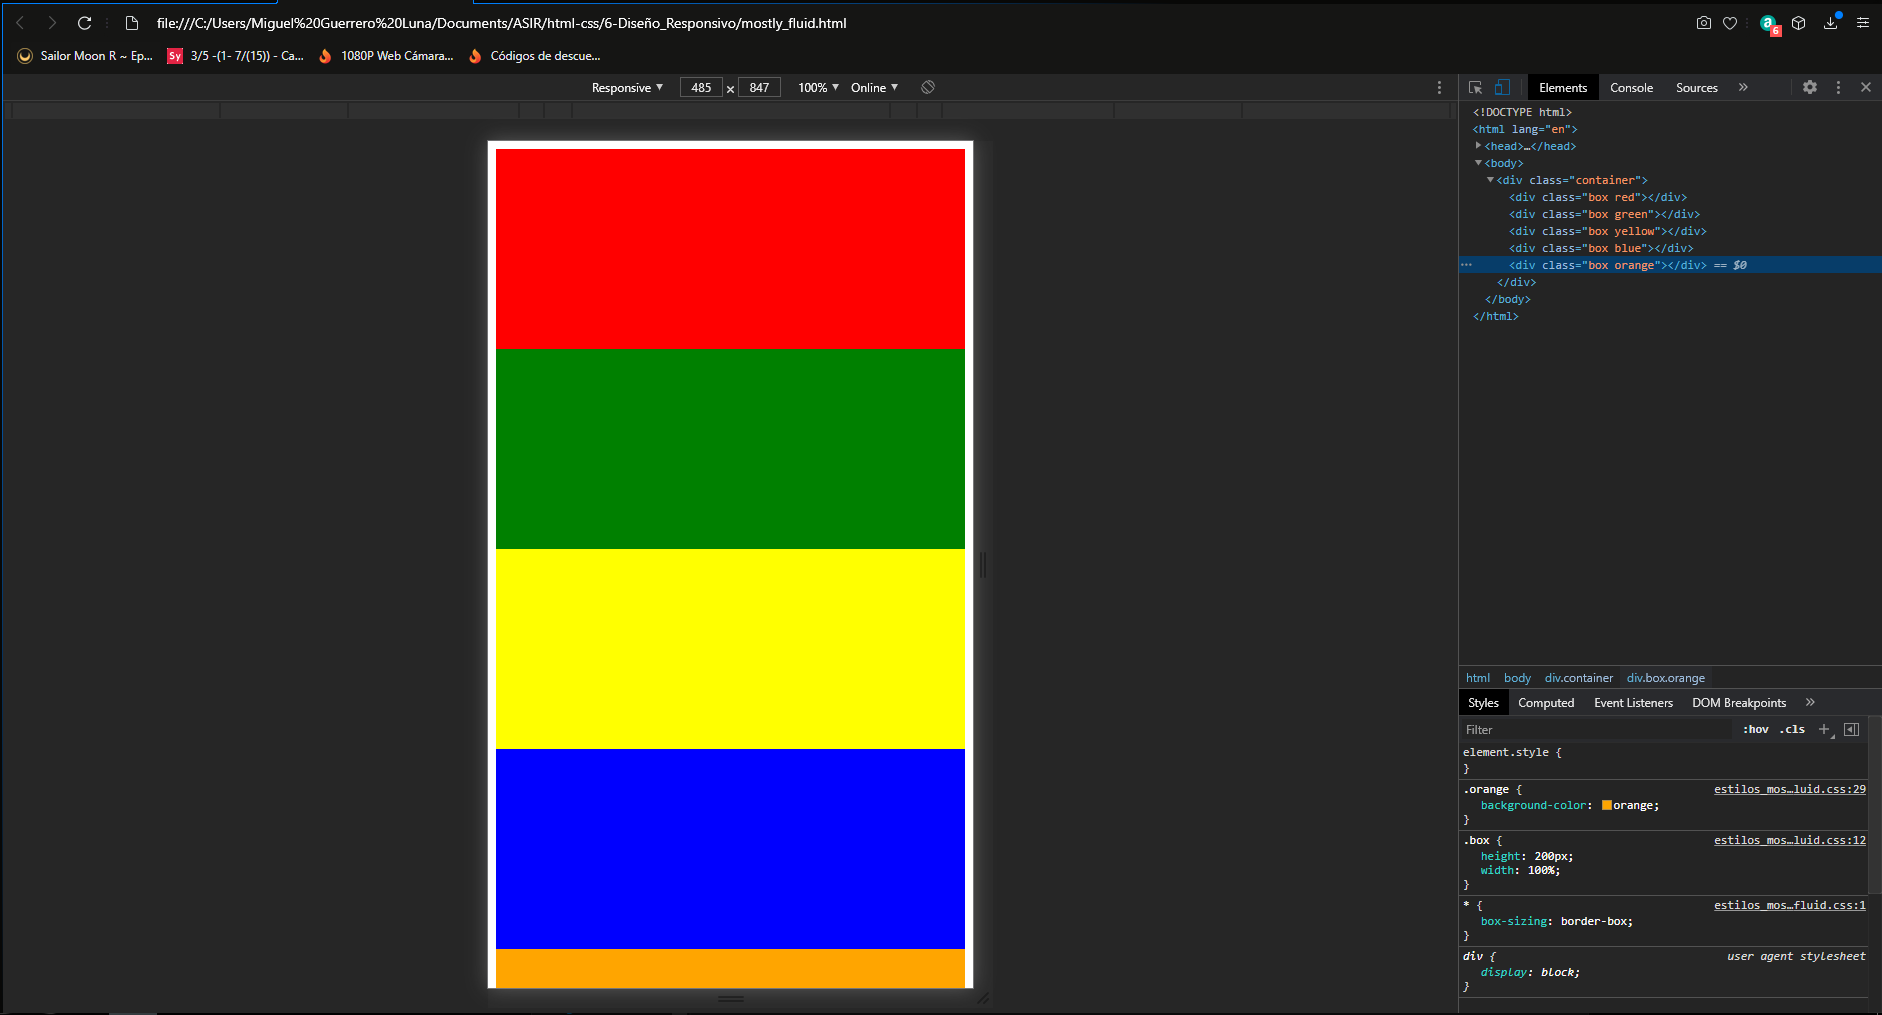 file:///C:/Users/Miguel%20Guerrero%20Luna/Documents/ASIR/html-css/6-Diseño_Responsivo/mostly_fluid.html
a 6
Sailor Moon R ~ Ep... Sy 3/5 -(1- 7/(15)) - Ca... 1080P Web Cámara... Códigos de descue...
Responsive ▼ 485 × 847 100% ▼ Online ▼
Elements Console Sources »
<!DOCTYPE html>
<html lang="en">
<head>…</head>
<body>
<div class="container">
<div class="box red"></div>
<div class="box green"></div>
<div class="box yellow"></div>
<div class="box blue"></div>
<div class="box orange"></div> == $0
</div>
</body>
</html>
html body div.container div.box.orange
Styles Computed Event Listeners DOM Breakpoints »
Filter :hov .cls +
element.style {
}
.orange { estilos_mos…luid.css:29
background-color: orange;
}
.box { estilos_mos…luid.css:12
height: 200px;
width: 100%;
}
* { estilos_mos…fluid.css:1
box-sizing: border-box;
}
div { user agent stylesheet
display: block;
}